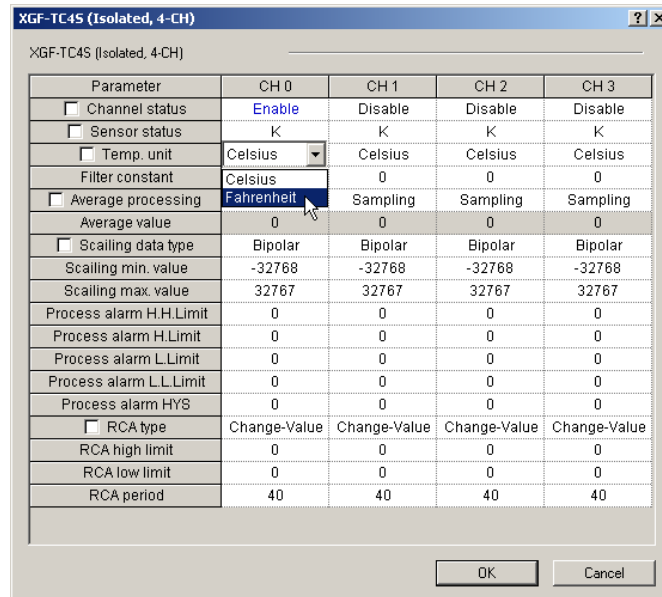 XGF-TC4S (Isolated, 4-CH)
XGF-TC4S (Isolated, 4-CH)
Parameter CH 0 CH 1 CH 2 CH 3
Channel status Enable Disable Disable Disable
Sensor status K K K K
Temp. unit Celsius Celsius Celsius Celsius
Filter constant Celsius 0 0 0
Average processing Fahrenheit Sampling Sampling Sampling
Average value 0 0 0 0
Scailing data type Bipolar Bipolar Bipolar Bipolar
Scailing min. value -32768 -32768 -32768 -32768
Scailing max. value 32767 32767 32767 32767
Process alarm H.H.Limit 0 0 0 0
Process alarm H.Limit 0 0 0 0
Process alarm L.Limit 0 0 0 0
Process alarm L.L.Limit 0 0 0 0
Process alarm HYS 0 0 0 0
RCA type Change-Value Change-Value Change-Value Change-Value
RCA high limit 0 0 0 0
RCA low limit 0 0 0 0
RCA period 40 40 40 40
OK Cancel